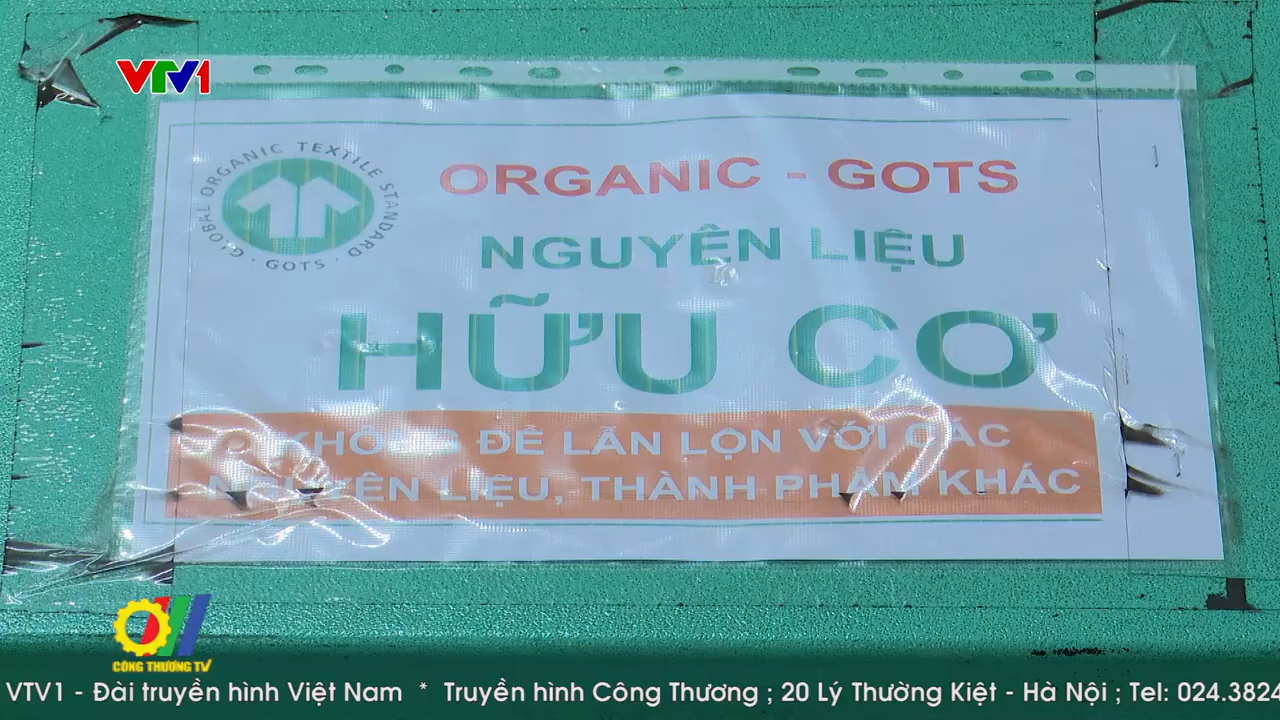 VTV1
GLOBAL ORGANIC TEXTILE STANDARD · GOTS ·
ORGANIC - GOTS
NGUYÊN LIỆU
HỮU CƠ
KHÔNG ĐỂ LẪN LỘN VỚI CÁC
NGUYÊN LIỆU, THÀNH PHẨM KHÁC
CÔNG THƯƠNG TV
VTV1 - Đài truyền hình Việt Nam * Truyền hình Công Thương ; 20 Lý Thường Kiệt - Hà Nội ; Tel: 024.3824